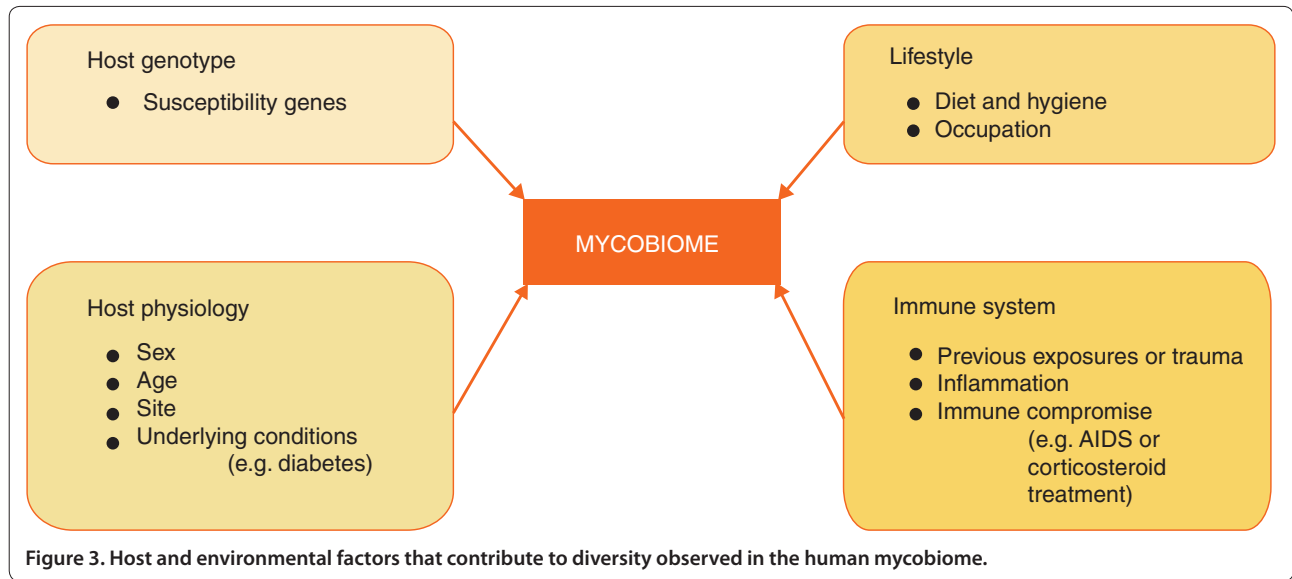 Host genotype
● Susceptibility genes
Lifestyle
● Diet and hygiene
● Occupation
MYCOBIOME
Host physiology
● Sex
● Age
● Site
● Underlying conditions
(e.g. diabetes)
Immune system
● Previous exposures or trauma
● Inflammation
● Immune compromise
(e.g. AIDS or
corticosteroid
treatment)
Figure 3. Host and environmental factors that contribute to diversity observed in the human mycobiome.